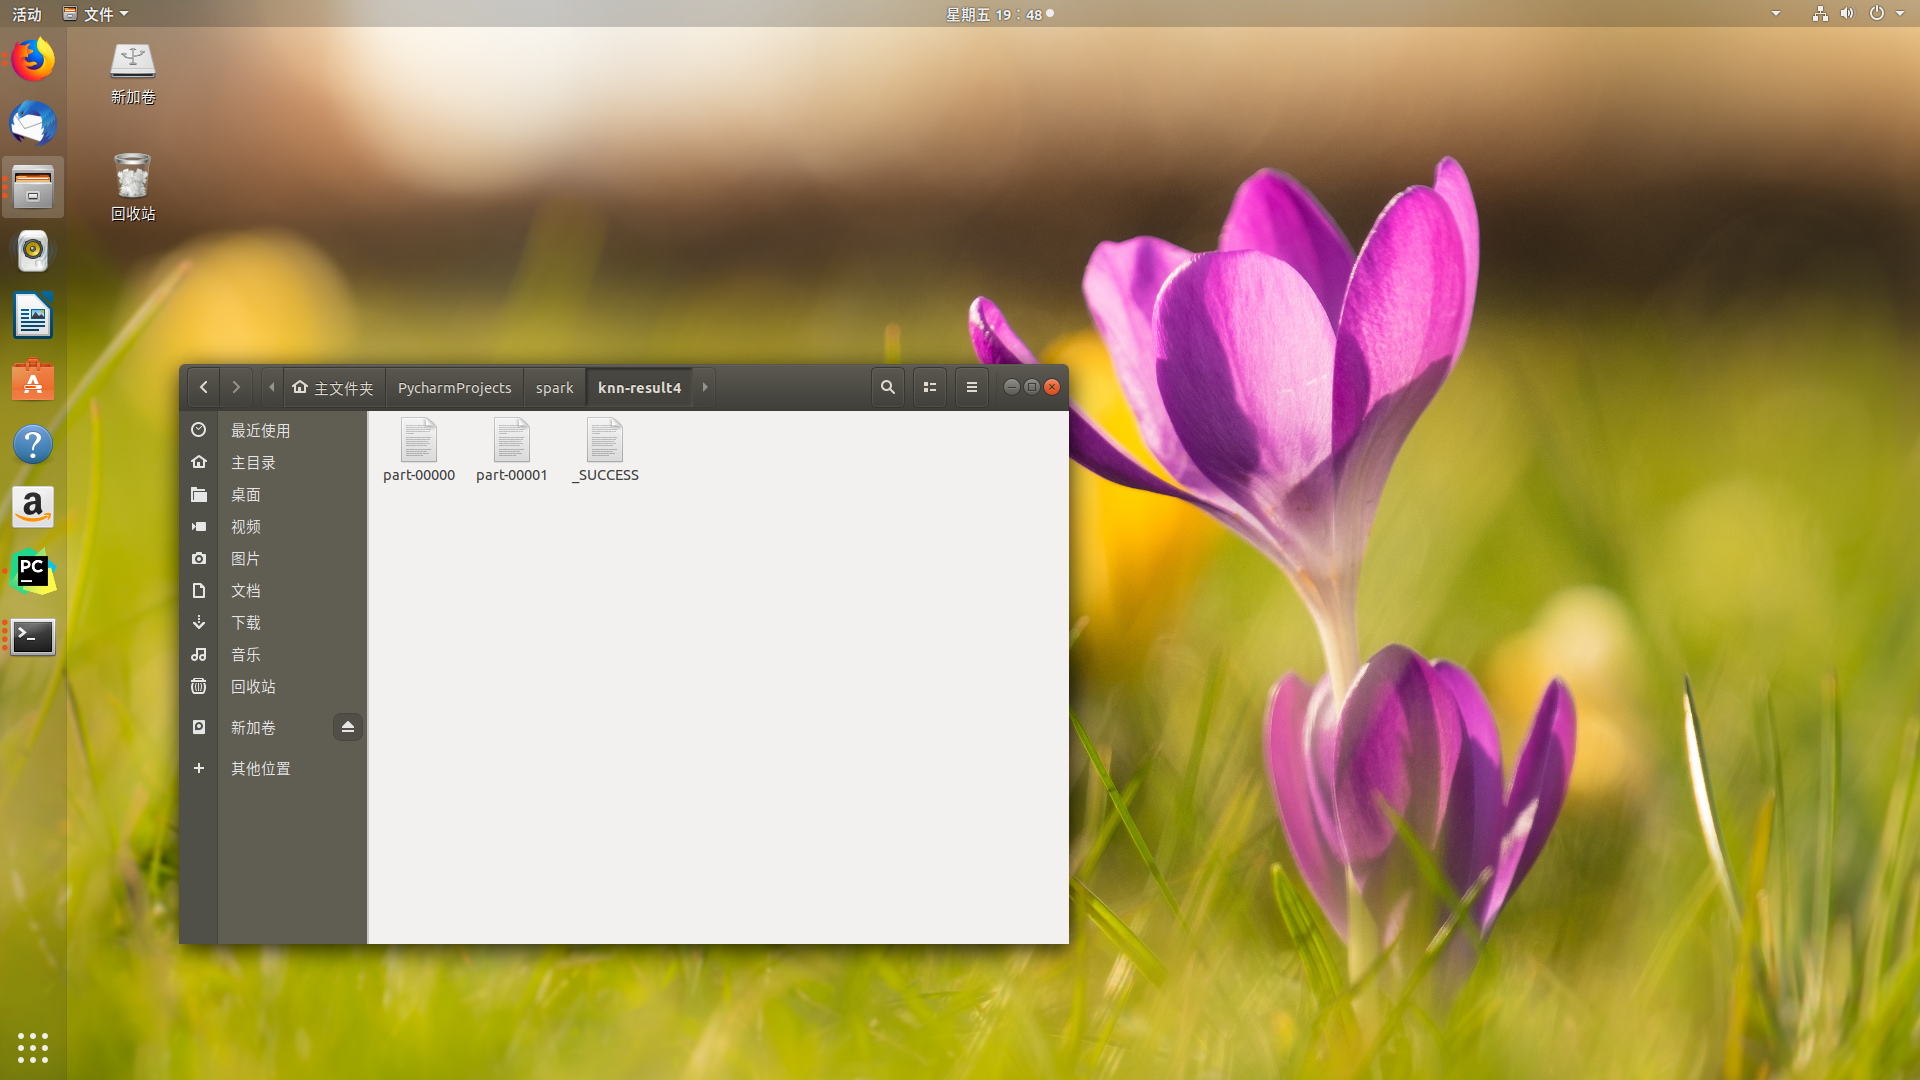 活动
文件
星期五 19：48
新加卷
回收站
主文件夹
PycharmProjects
spark
knn-result4
最近使用
主目录
桌面
视频
图片
文档
下载
音乐
回收站
新加卷
其他位置
part-00000
part-00001
_SUCCESS
A
?
a
PC
>_